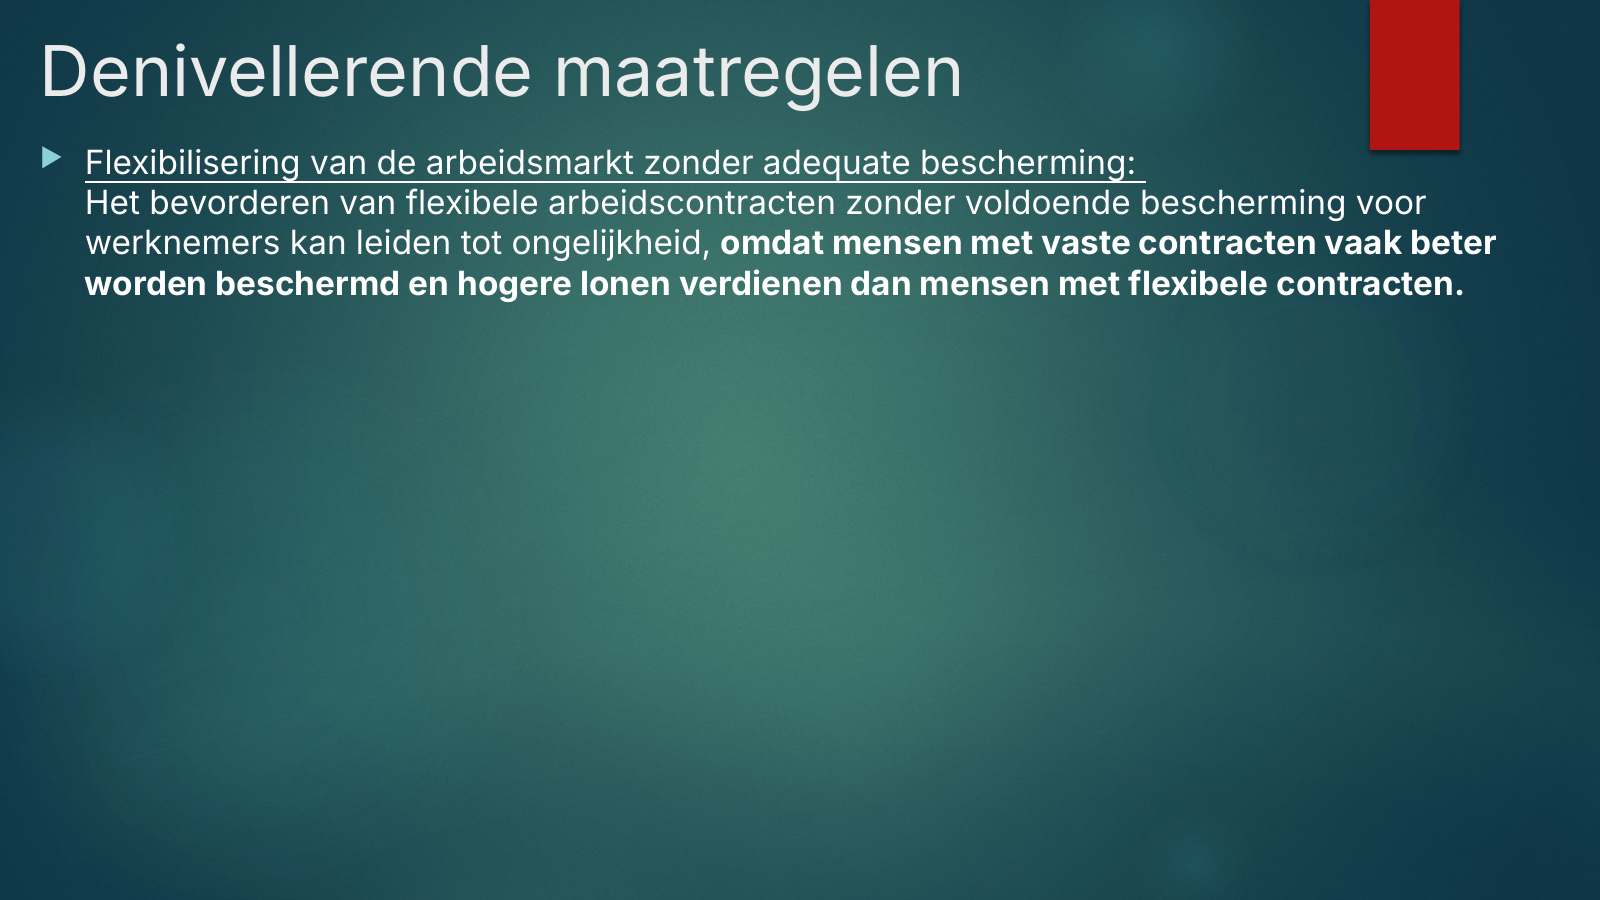 Denivellerende maatregelen
Flexibilisering van de arbeidsmarkt zonder adequate bescherming:
Het bevorderen van flexibele arbeidscontracten zonder voldoende bescherming voor
werknemers kan leiden tot ongelijkheid, omdat mensen met vaste contracten vaak beter
worden beschermd en hogere lonen verdienen dan mensen met flexibele contracten.